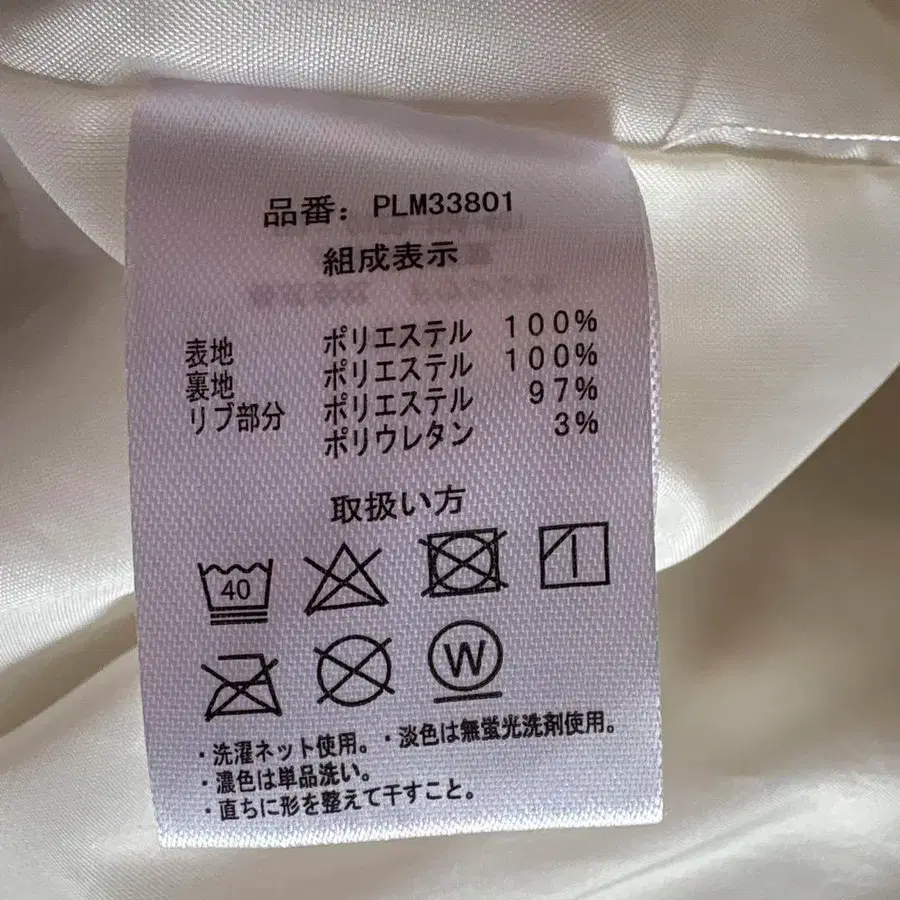 品番: PLM33801
組成表示
表地 ポリエステル 100%
裏地 ポリエステル 100%
リブ部分 ポリエステル 97%
ポリウレタン 3%
取扱い方
40
W
・洗濯ネット使用。・淡色は無蛍光洗剤使用。
・濃色は単品洗い。
・直ちに形を整えて干すこと。